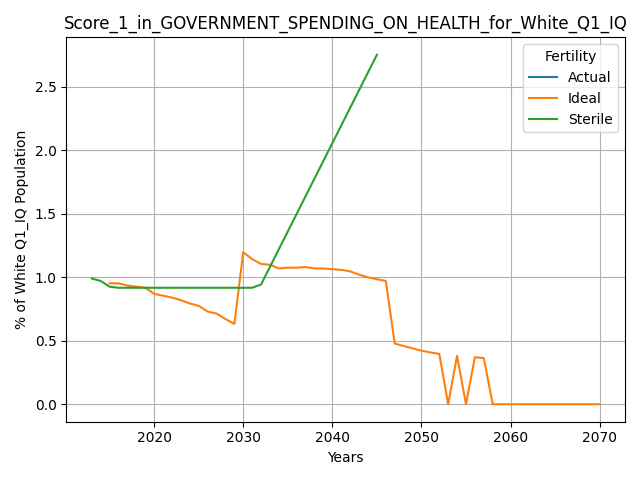 Score_1_in_GOVERNMENT_SPENDING_ON_HEALTH_for_White_Q1_IQ
Fertility
Actual
Ideal
Sterile
% of White Q1_IQ Population
2.5
2.0
1.5
1.0
0.5
0.0
2020 2030 2040 2050 2060 2070
Years